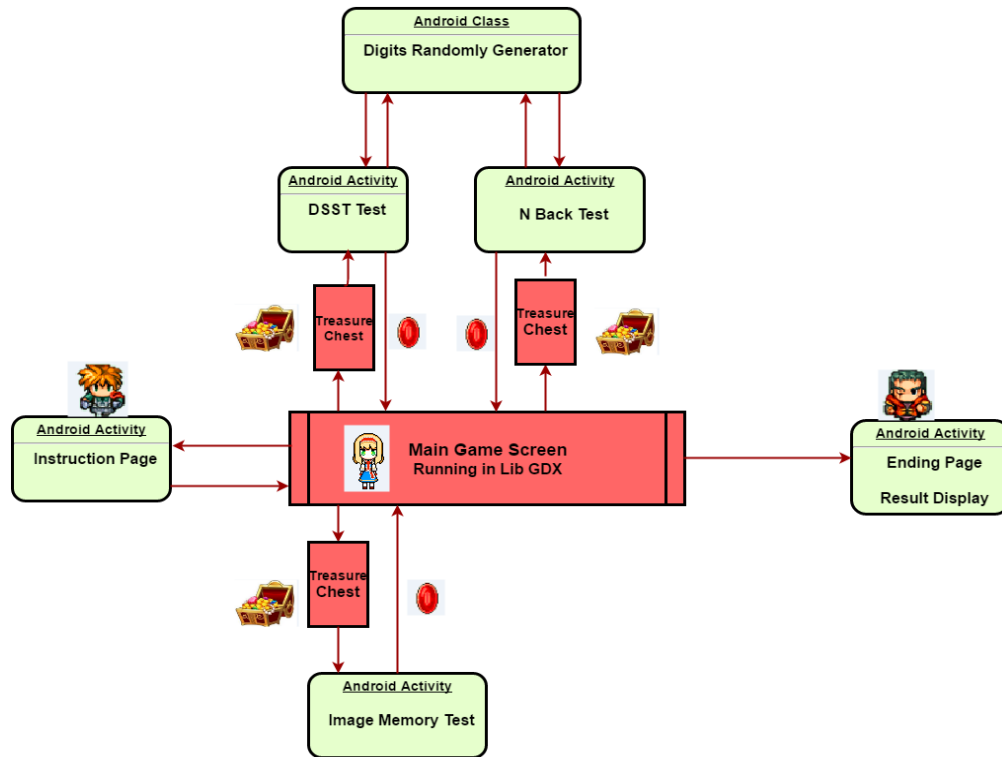 Android Class
Digits Randomly Generator
Android Activity
DSST Test
Android Activity
N Back Test
Treasure
Chest
Treasure
Chest
Android Activity
Instruction Page
Main Game Screen
Running in Lib GDX
Android Activity
Ending Page
Result Display
Treasure
Chest
Android Activity
Image Memory Test